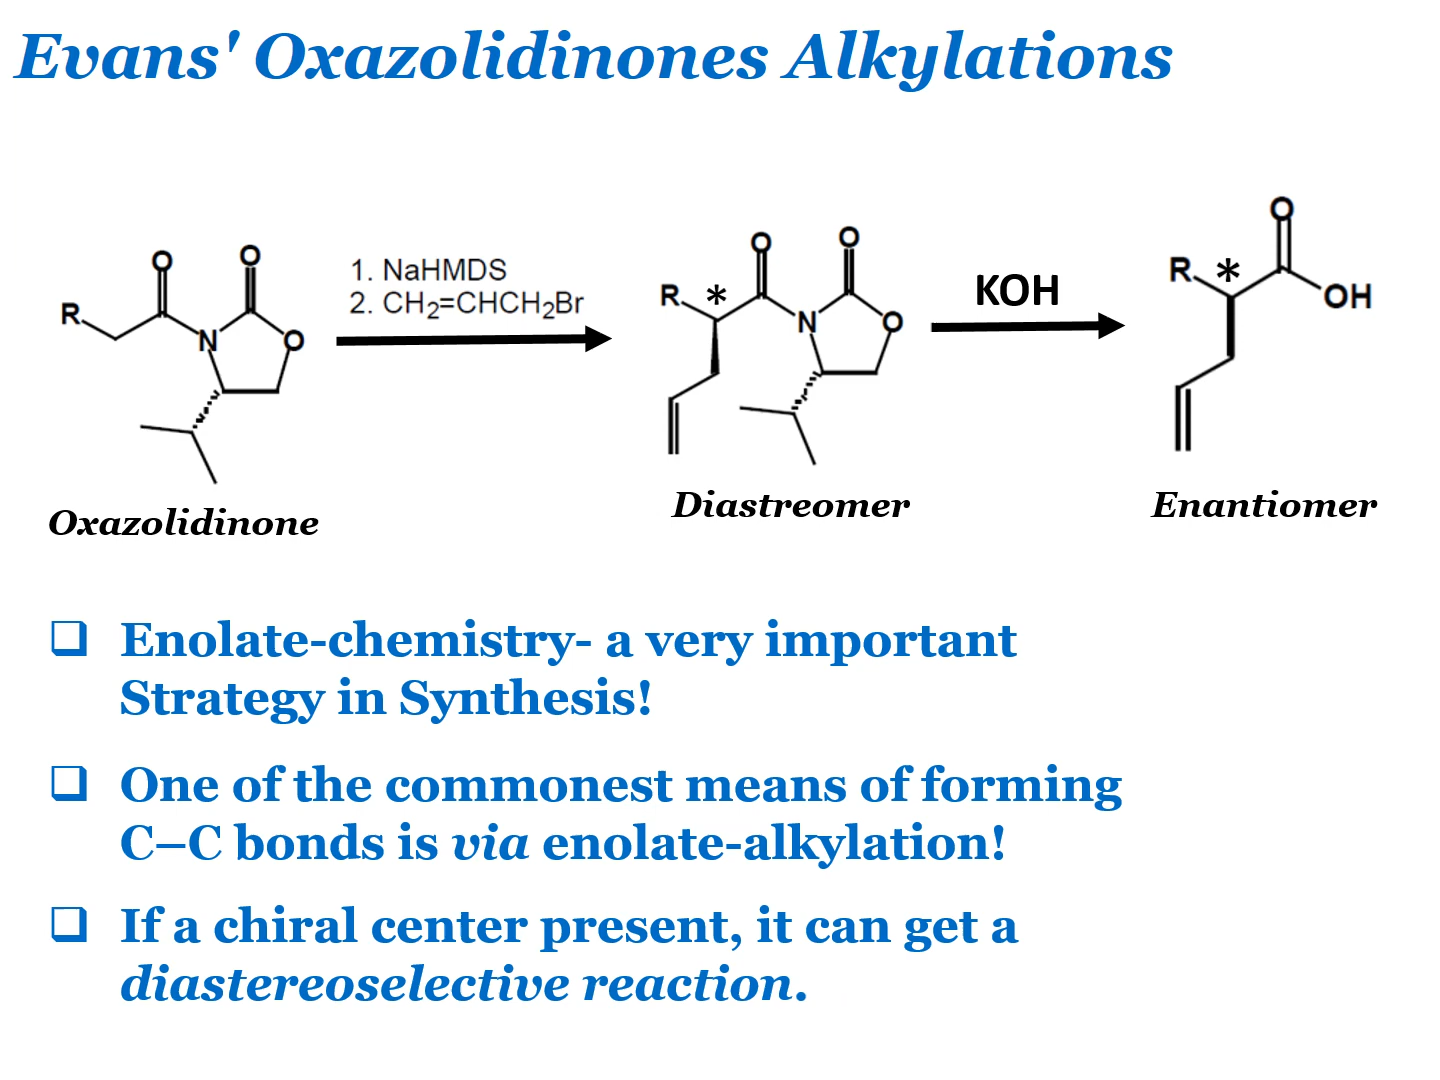 Evans' Oxazolidinones Alkylations
O
O
R
N
O
1. NaHMDS
2. CH2=CHCH2Br
O
O
R
*
N
O
KOH
O
R
*
OH
Oxazolidinone
Diastreomer
Enantiomer
❑ Enolate-chemistry- a very important
Strategy in Synthesis!
❑ One of the commonest means of forming
C–C bonds is via enolate-alkylation!
❑ If a chiral center present, it can get a
diastereoselective reaction.